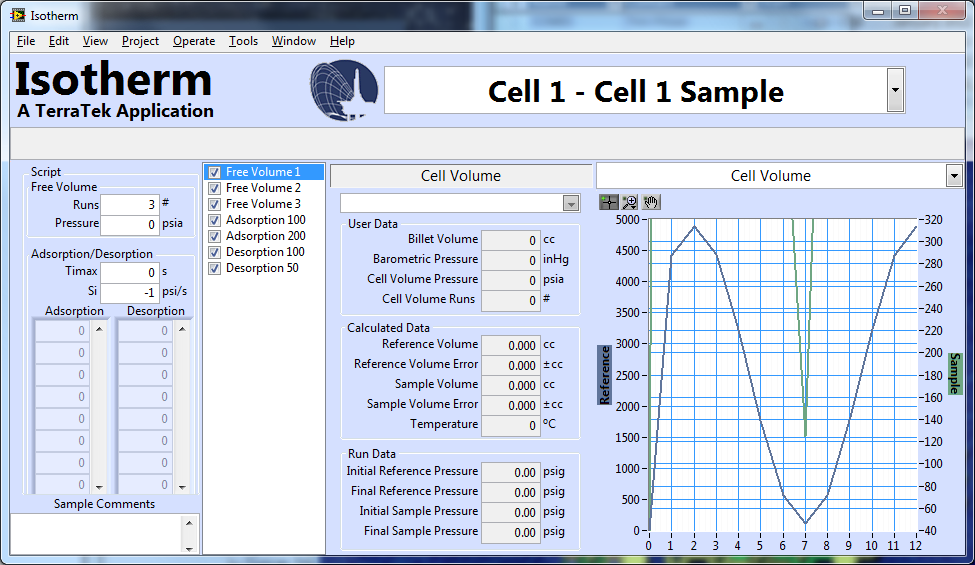 Isotherm
File Edit View Project Operate Tools Window Help
Isotherm
A TerraTek Application
Cell 1 - Cell 1 Sample
Script
Free Volume
Runs 3 #
Pressure 0 psia
Adsorption/Desorption
Timax 0 s
Si -1 psi/s
Adsorption Desorption
0 0
0 0
0 0
0 0
0 0
0 0
0 0
0 0
Sample Comments
Free Volume 1
Free Volume 2
Free Volume 3
Adsorption 100
Adsorption 200
Desorption 100
Desorption 50
Cell Volume
User Data
Billet Volume 0 cc
Barometric Pressure 0 inHg
Cell Volume Pressure 0 psia
Cell Volume Runs 0 #
Calculated Data
Reference Volume 0.000 cc
Reference Volume Error 0.000 ±cc
Sample Volume 0.000 cc
Sample Volume Error 0.000 ±cc
Temperature 0 ºC
Run Data
Initial Reference Pressure 0.00 psig
Final Reference Pressure 0.00 psig
Initial Sample Pressure 0.00 psig
Final Sample Pressure 0.00 psig
Cell Volume
Reference
5000
4500
4000
3500
3000
2500
2000
1500
1000
500
0
320
300
280
260
240
220
200
180
160
140
120
100
80
60
40
Sample
0 1 2 3 4 5 6 7 8 9 10 11 12